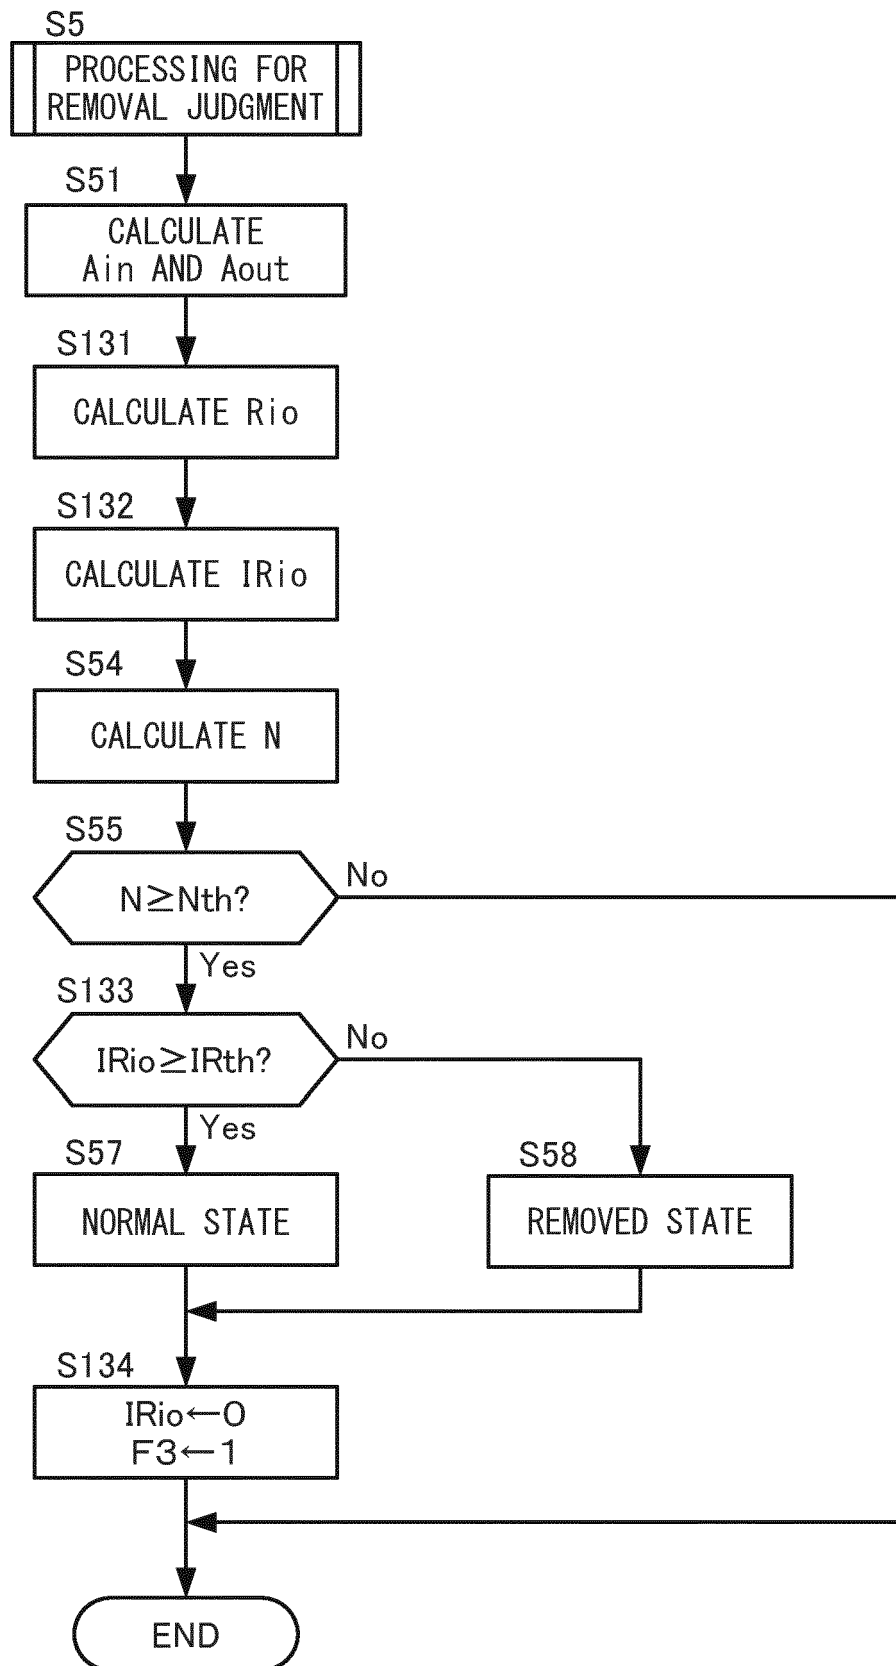 S5
PROCESSING FOR
REMOVAL JUDGMENT
S51
CALCULATE
Ain AND Aout
S131
CALCULATE Rio
S132
CALCULATE IRio
S54
CALCULATE N
S55
N≥Nth?
No
Yes
S133
IRio≥IRth?
No
Yes
S57
NORMAL STATE
S58
REMOVED STATE
S134
IRio←0
F3←1
END